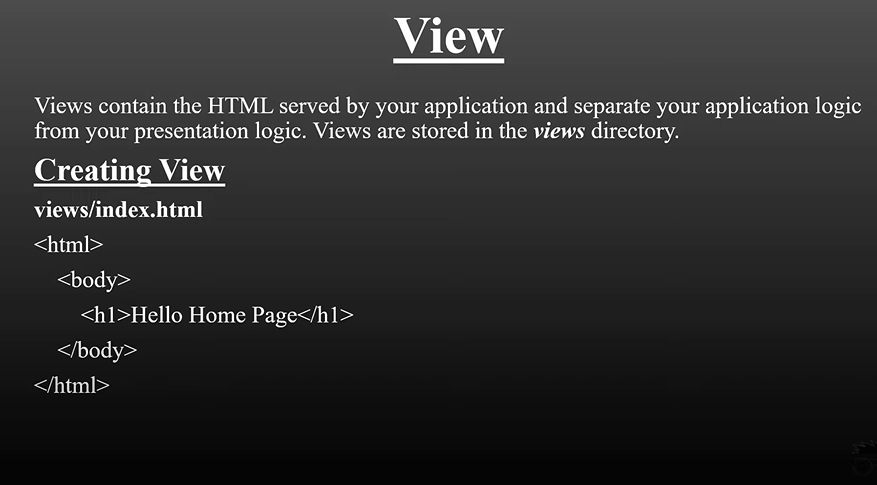 View
Views contain the HTML served by your application and separate your application logic
from your presentation logic. Views are stored in the views directory.
Creating View
views/index.html
<html>
<body>
<h1>Hello Home Page</h1>
</body>
</html>